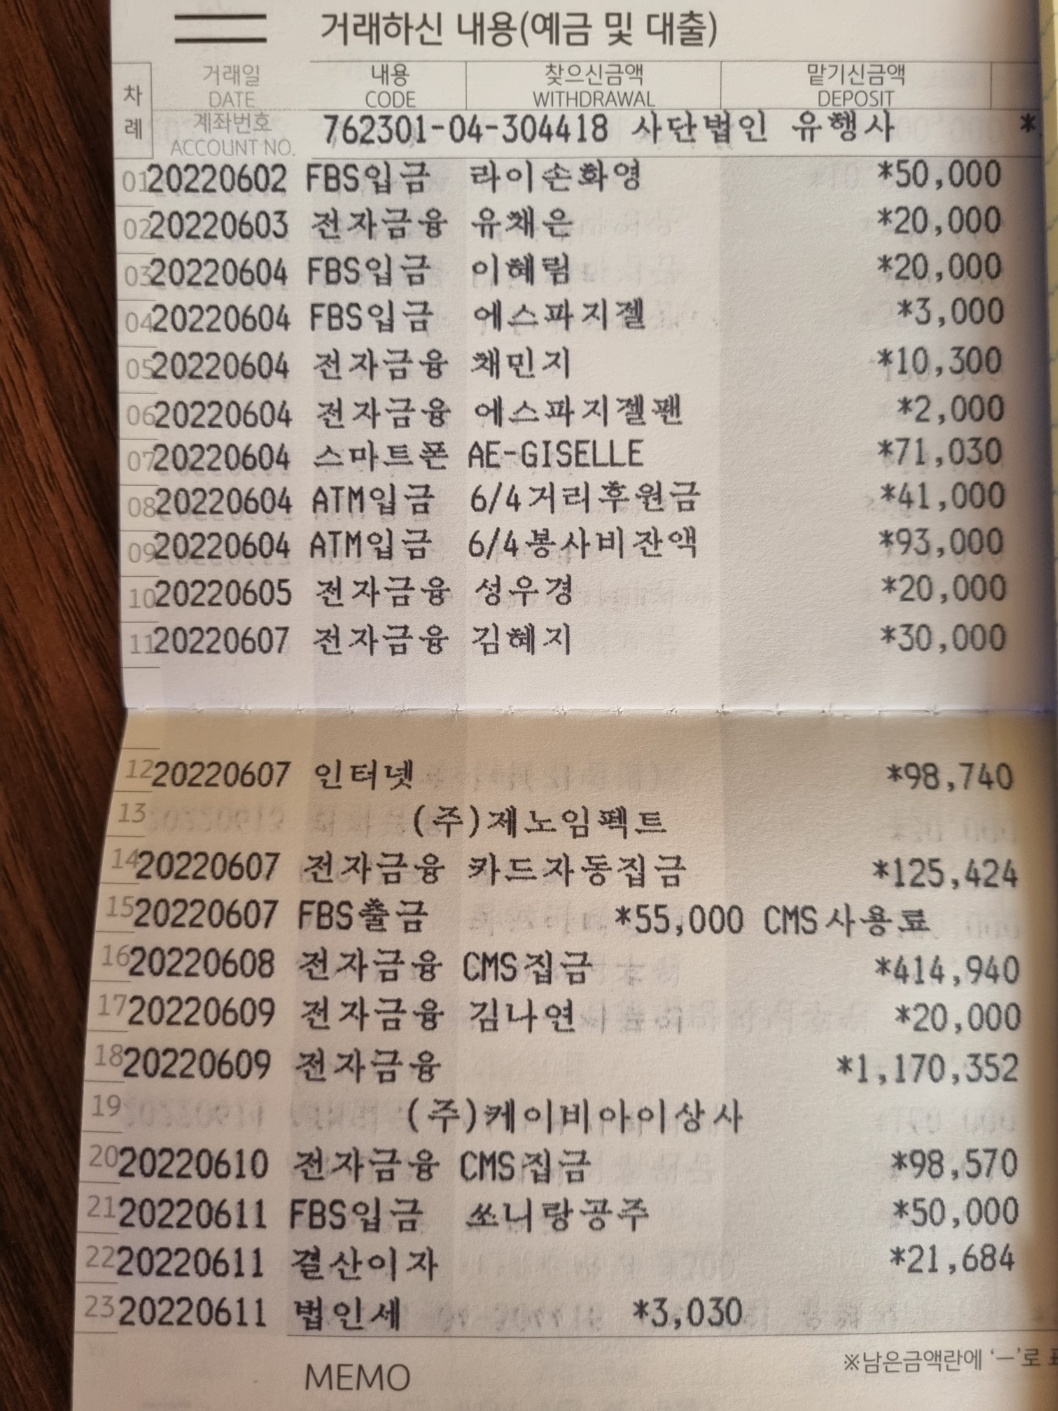 거래하신 내용(예금 및 대출)
차례 거래일 내용 찾으신금액 맡기신금액
DATE CODE WITHDRAWAL DEPOSIT
계좌번호 ACCOUNT NO. 762301-04-304418 사단법인 유행사 *
01 20220602 FBS입금 라이손화영 *50,000
02 20220603 전자금융 유채은 *20,000
03 20220604 FBS입금 이혜림 *20,000
04 20220604 FBS입금 에스파지젤 *3,000
05 20220604 전자금융 채민지 *10,300
06 20220604 전자금융 에스파지젤팬 *2,000
07 20220604 스마트폰 AE-GISELLE *71,030
08 20220604 ATM입금 6/4거리후원금 *41,000
09 20220604 ATM입금 6/4봉사비잔액 *93,000
10 20220605 전자금융 성우경 *20,000
11 20220607 전자금융 김혜지 *30,000
12 20220607 인터넷 *98,740
13 (주)제노임팩트
14 20220607 전자금융 카드자동집금 *125,424
15 20220607 FBS출금 *55,000 CMS사용료
16 20220608 전자금융 CMS집금 *414,940
17 20220609 전자금융 김나연 *20,000
18 20220609 전자금융 *1,170,352
19 (주)케이비아이상사
20 20220610 전자금융 CMS집금 *98,570
21 20220611 FBS입금 쏘니랑공주 *50,000
22 20220611 결산이자 *21,684
23 20220611 법인세 *3,030
※남은금액란에 '-'로
MEMO